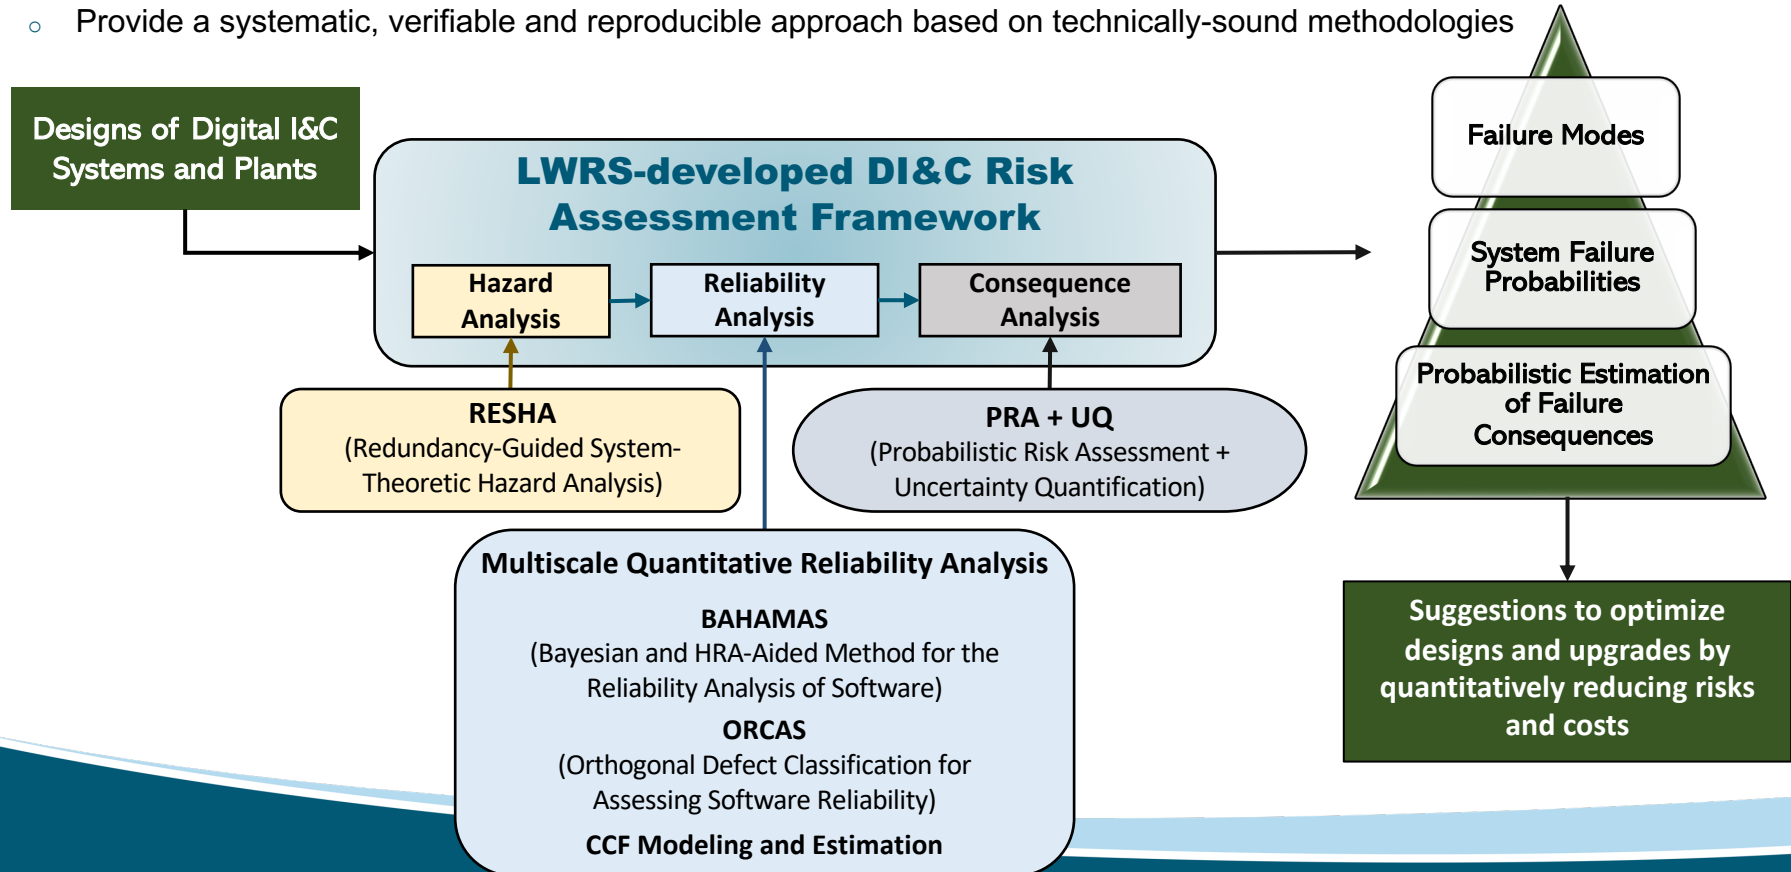 ○ Provide a systematic, verifiable and reproducible approach based on technically-sound methodologies
Designs of Digital I&C
Systems and Plants
LWRS-developed DI&C Risk
Assessment Framework
Hazard
Analysis
Reliability
Analysis
Consequence
Analysis
RESHA
(Redundancy-Guided System-
Theoretic Hazard Analysis)
PRA + UQ
(Probabilistic Risk Assessment +
Uncertainty Quantification)
Multiscale Quantitative Reliability Analysis
BAHAMAS
(Bayesian and HRA-Aided Method for the
Reliability Analysis of Software)
ORCAS
(Orthogonal Defect Classification for
Assessing Software Reliability)
CCF Modeling and Estimation
Failure Modes
System Failure
Probabilities
Probabilistic Estimation
of Failure
Consequences
Suggestions to optimize
designs and upgrades by
quantitatively reducing risks
and costs